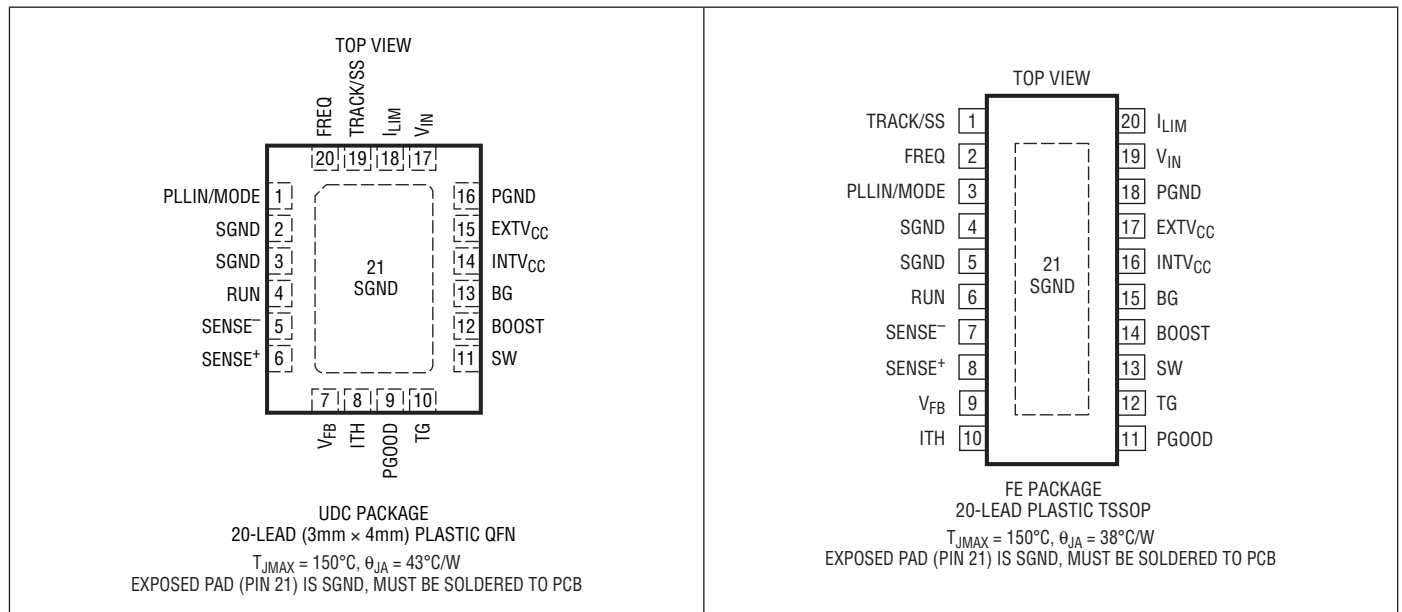 TOP VIEW
FREQ
TRACK/SS
ILIM
VIN
20 19 18 17
PLLIN/MODE 1
SGND 2
SGND 3
RUN 4
SENSE– 5
SENSE+ 6
16 PGND
15 EXTVCC
14 INTVCC
13 BG
12 BOOST
11 SW
21
SGND
7 8 9 10
VFB
ITH
PGOOD
TG
UDC PACKAGE
20-LEAD (3mm × 4mm) PLASTIC QFN
TJMAX = 150°C, θJA = 43°C/W
EXPOSED PAD (PIN 21) IS SGND, MUST BE SOLDERED TO PCB
TOP VIEW
TRACK/SS 1
FREQ 2
PLLIN/MODE 3
SGND 4
SGND 5
RUN 6
SENSE– 7
SENSE+ 8
VFB 9
ITH 10
20 ILIM
19 VIN
18 PGND
17 EXTVCC
16 INTVCC
15 BG
14 BOOST
13 SW
12 TG
11 PGOOD
21
SGND
FE PACKAGE
20-LEAD PLASTIC TSSOP
TJMAX = 150°C, θJA = 38°C/W
EXPOSED PAD (PIN 21) IS SGND, MUST BE SOLDERED TO PCB